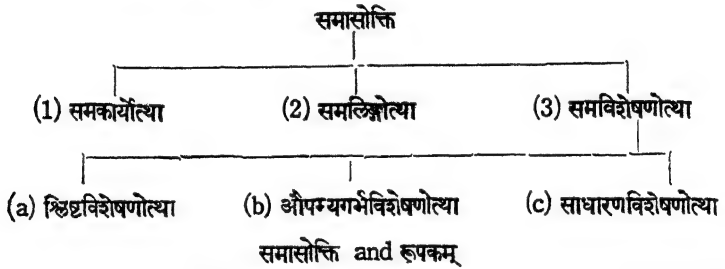 समासोक्ति
(1) समकार्योत्था (2) समलिङ्गोत्था (3) समविशेषणोत्था
(a) श्लिष्टविशेषणोत्था (b) औपम्यगर्भविशेषणोत्था (c) साधारणविशेषणोत्था
समासोक्ति and रूपकम्